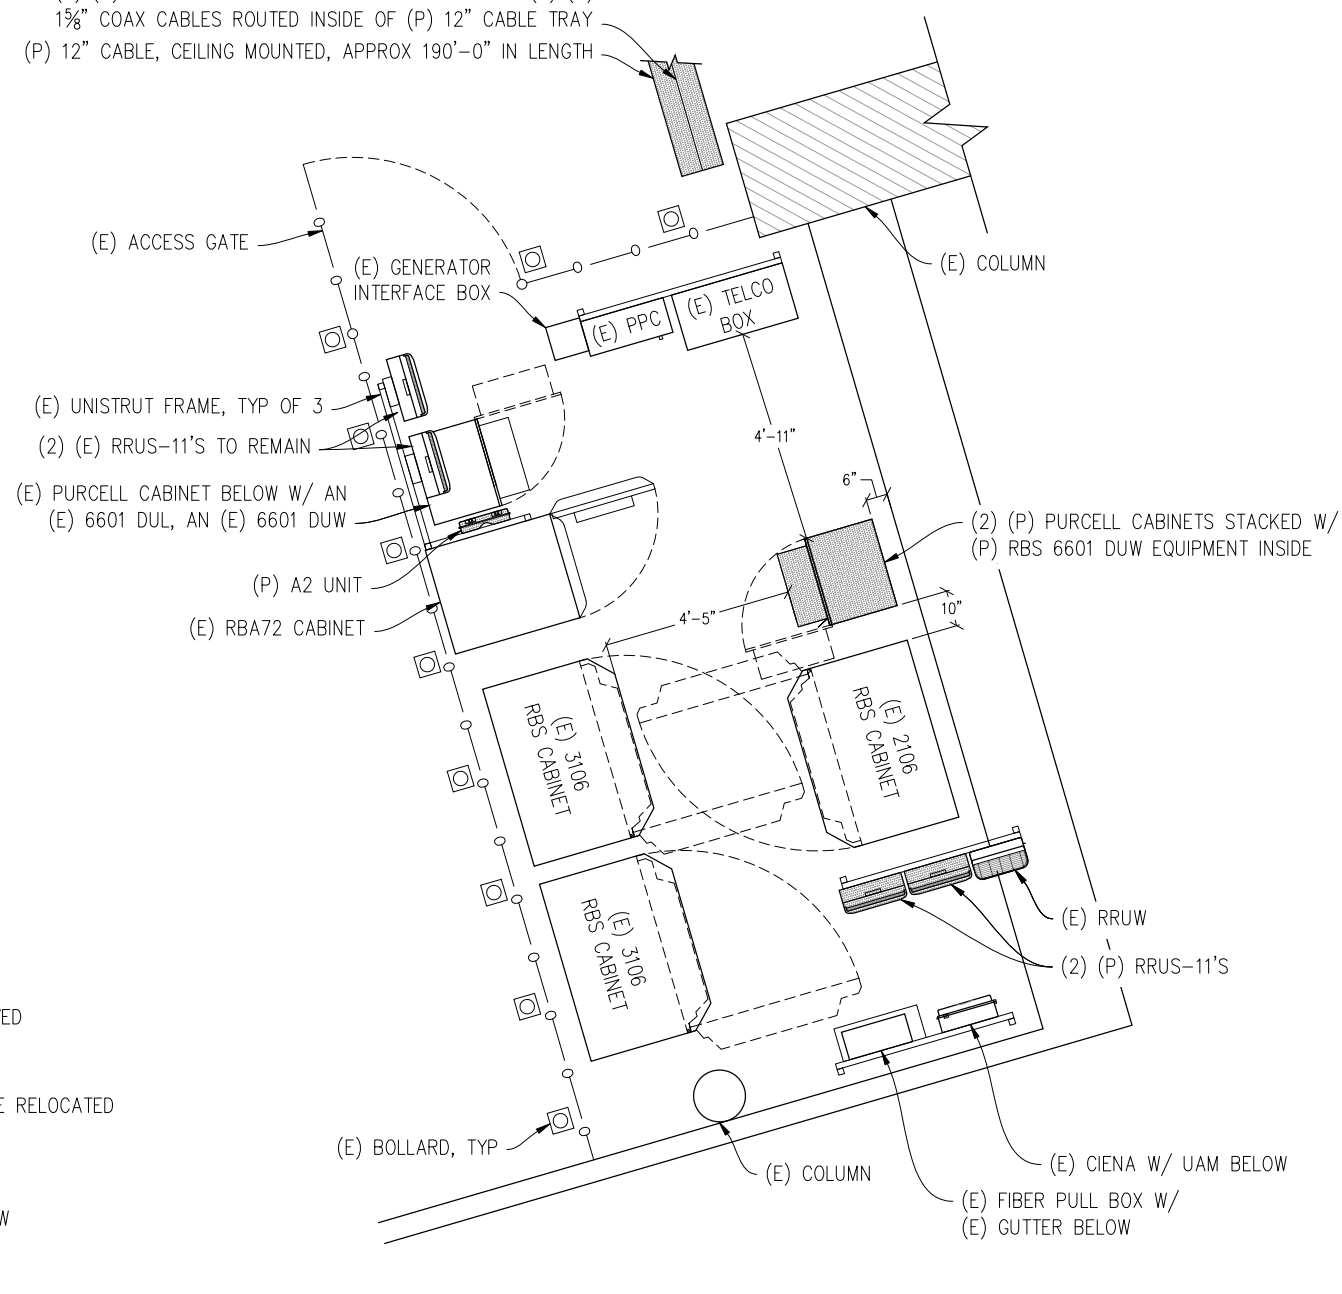 1⅝" COAX CABLES ROUTED INSIDE OF (P) 12" CABLE TRAY
(P) 12" CABLE, CEILING MOUNTED, APPROX 190'-0" IN LENGTH
(E) ACCESS GATE
(E) GENERATOR
INTERFACE BOX
(E) PPC
(E) TELCO
BOX
(E) COLUMN
(E) UNISTRUT FRAME, TYP OF 3
(2) (E) RRUS-11'S TO REMAIN
(E) PURCELL CABINET BELOW W/ AN
(E) 6601 DUL, AN (E) 6601 DUW
4'-11"
6"
(2) (P) PURCELL CABINETS STACKED W/
(P) RBS 6601 DUW EQUIPMENT INSIDE
(P) A2 UNIT
(E) RBA72 CABINET
4'-5"
10"
(E) 3106
RBS CABINET
(E) 2106
RBS CABINET
(E) 3106
RBS CABINET
(E) RRUW
(2) (P) RRUS-11'S
RELOCATED
(E) BOLLARD, TYP
(E) COLUMN
(E) CIENA W/ UAM BELOW
(E) FIBER PULL BOX W/
(E) GUTTER BELOW